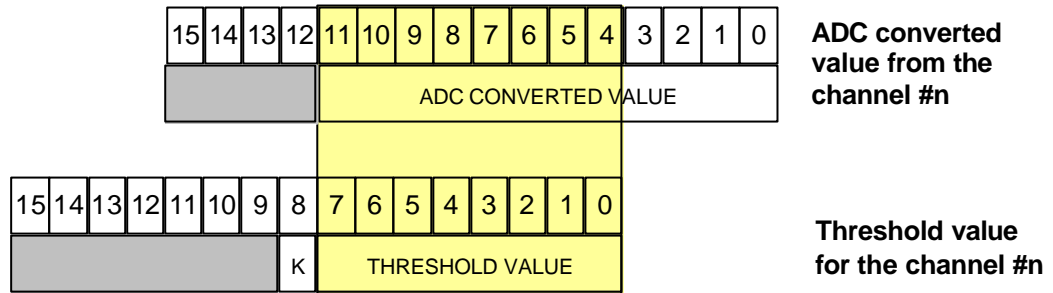 15 14 13 12 11 10 9 8 7 6 5 4 3 2 1 0
ADC CONVERTED VALUE
ADC converted
value from the
channel #n
15 14 13 12 11 10 9 8 7 6 5 4 3 2 1 0
K THRESHOLD VALUE
Threshold value
for the channel #n